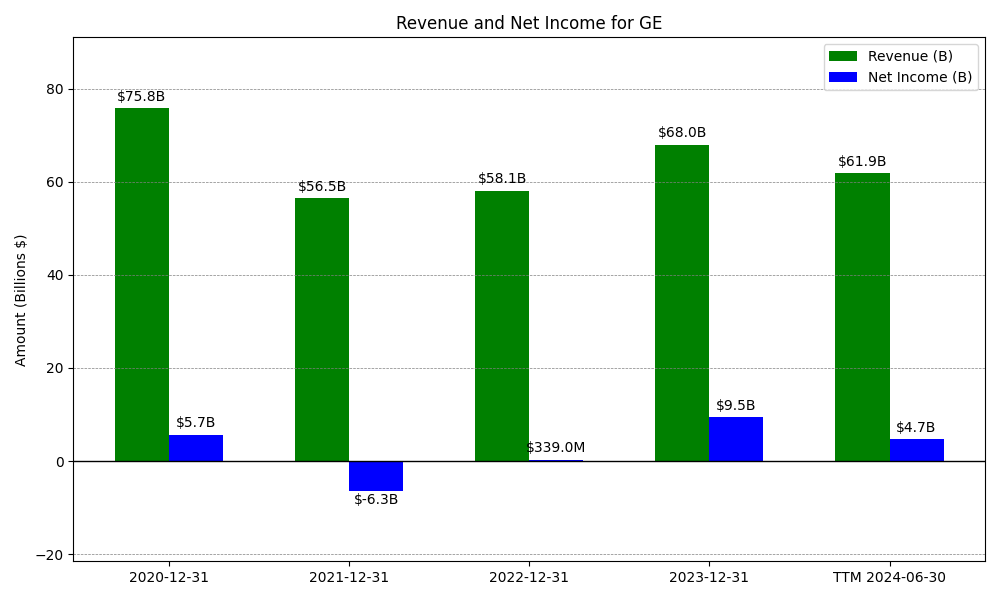 Revenue and Net Income for GE
Revenue (B)
Net Income (B)
Amount (Billions $)
80
60
40
20
0
−20
$75.8B
$5.7B
$56.5B
$-6.3B
$58.1B
$339.0M
$68.0B
$9.5B
$61.9B
$4.7B
2020-12-31
2021-12-31
2022-12-31
2023-12-31
TTM 2024-06-30